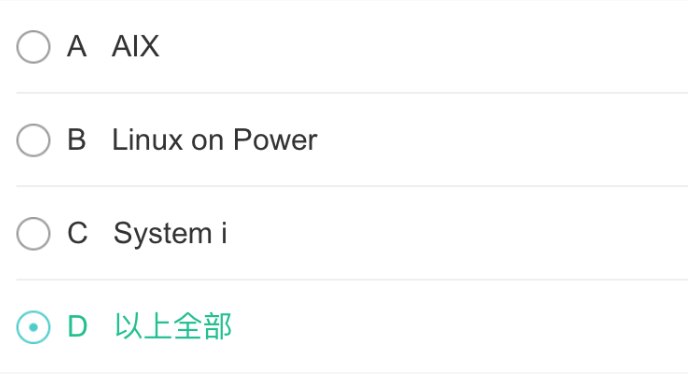 A AIX
B Linux on Power
C System i
D 以上全部